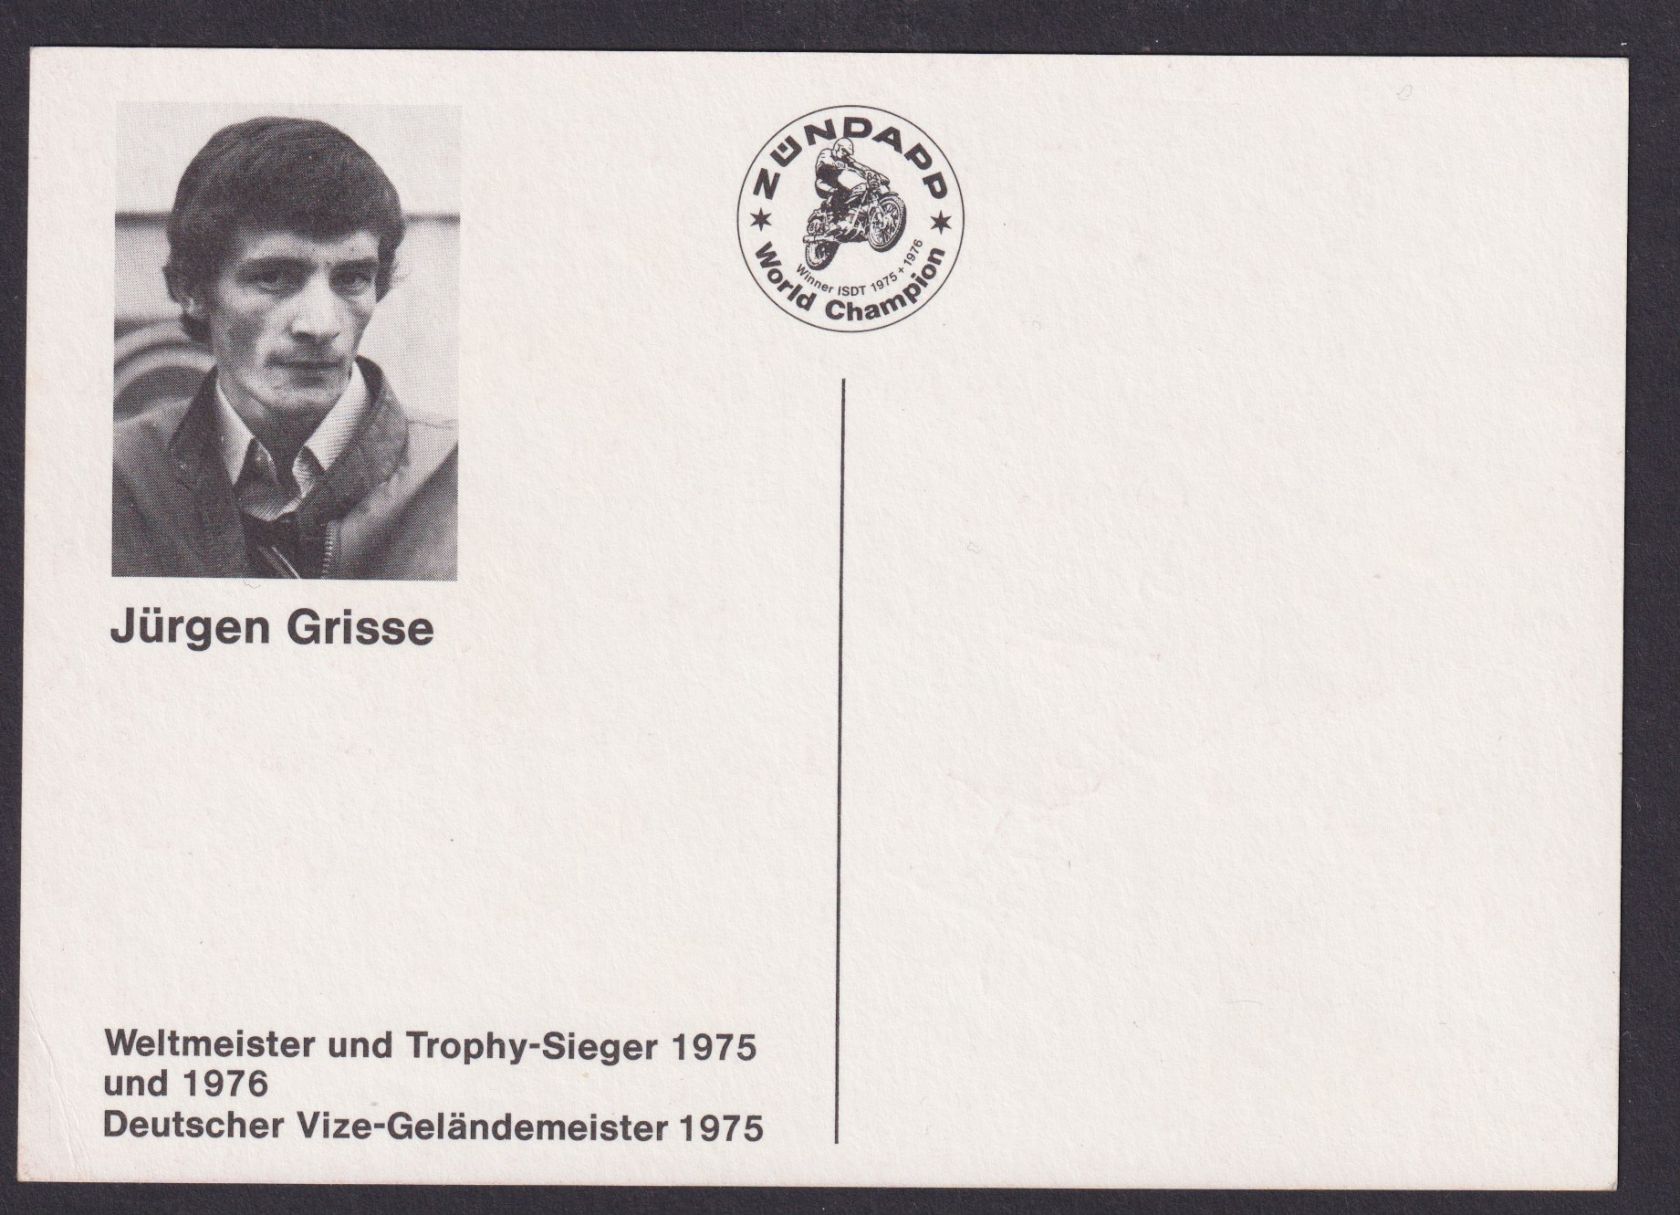 ZÜNDAPP
Winner ISDT 1975 + 1976
World Champion
Jürgen Grisse
Weltmeister und Trophy-Sieger 1975
und 1976
Deutscher Vize-Geländemeister 1975